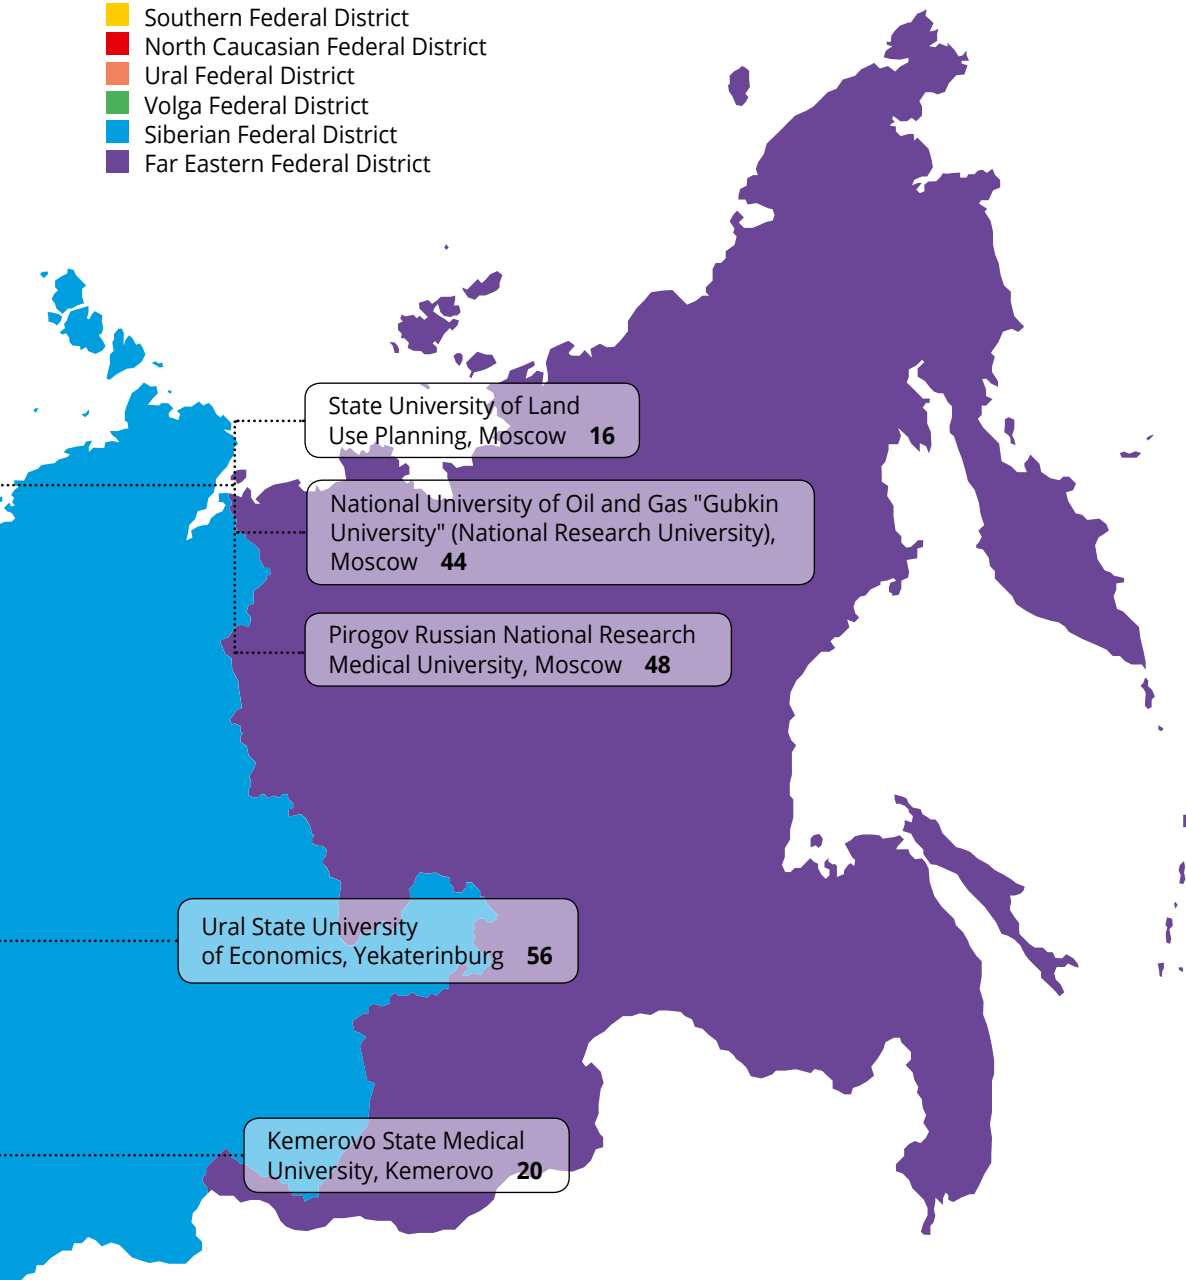 Southern Federal District
North Caucasian Federal District
Ural Federal District
Volga Federal District
Siberian Federal District
Far Eastern Federal District
State University of Land
Use Planning, Moscow 16
National University of Oil and Gas "Gubkin
University" (National Research University),
Moscow 44
Pirogov Russian National Research
Medical University, Moscow 48
Ural State University
of Economics, Yekaterinburg 56
Kemerovo State Medical
University, Kemerovo 20